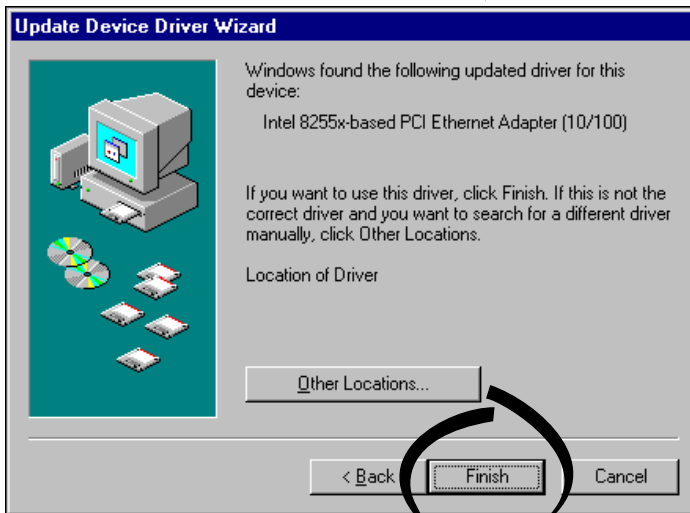 Update Device Driver Wizard
Windows found the following updated driver for this
device:
Intel 8255x-based PCI Ethernet Adapter (10/100)
If you want to use this driver, click Finish. If this is not the
correct driver and you want to search for a different driver
manually, click Other Locations.
Location of Driver
Other Locations...
< Back
Finish
Cancel